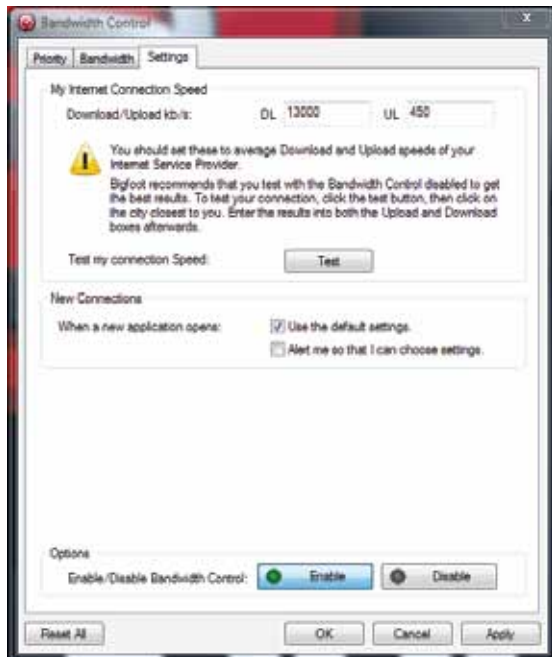 Bandwidth Control
x
Priority Bandwidth Settings
My Internet Connection Speed
Download/Upload kb/s: DL 13000 UL 450
You should set these to average Download and Upload speeds of your
Internet Service Provider.
Bigfoot recommends that you test with the Bandwidth Control disabled to get
the best results. To test your connection, click the test button, then click on
the city closest to you. Enter the results into both the Upload and Download
boxes afterwards.
Test my connection Speed: Test
New Connections
When a new application opens: Use the default settings.
Alert me so that I can choose settings.
Options
Enable/Disable Bandwidth Control: Enable Disable
Reset All OK Cancel Apply